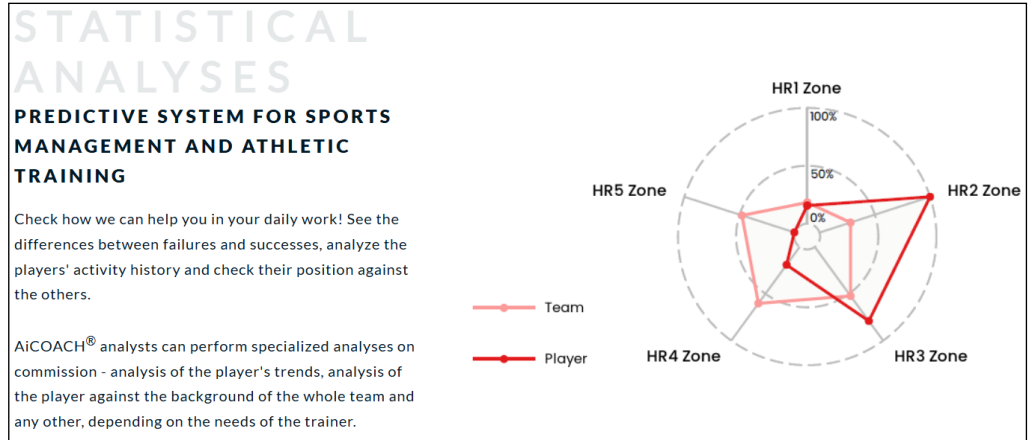 STATISTICAL
ANALYSES
PREDICTIVE SYSTEM FOR SPORTS
MANAGEMENT AND ATHLETIC
TRAINING
Check how we can help you in your daily work! See the
differences between failures and successes, analyze the
players' activity history and check their position against
the others.
AiCOACH® analysts can perform specialized analyses on
commission - analysis of the player's trends, analysis of
the player against the background of the whole team and
any other, depending on the needs of the trainer.
HR1 Zone
100%
50%
0%
HR5 Zone
HR2 Zone
HR4 Zone
HR3 Zone
Team
Player